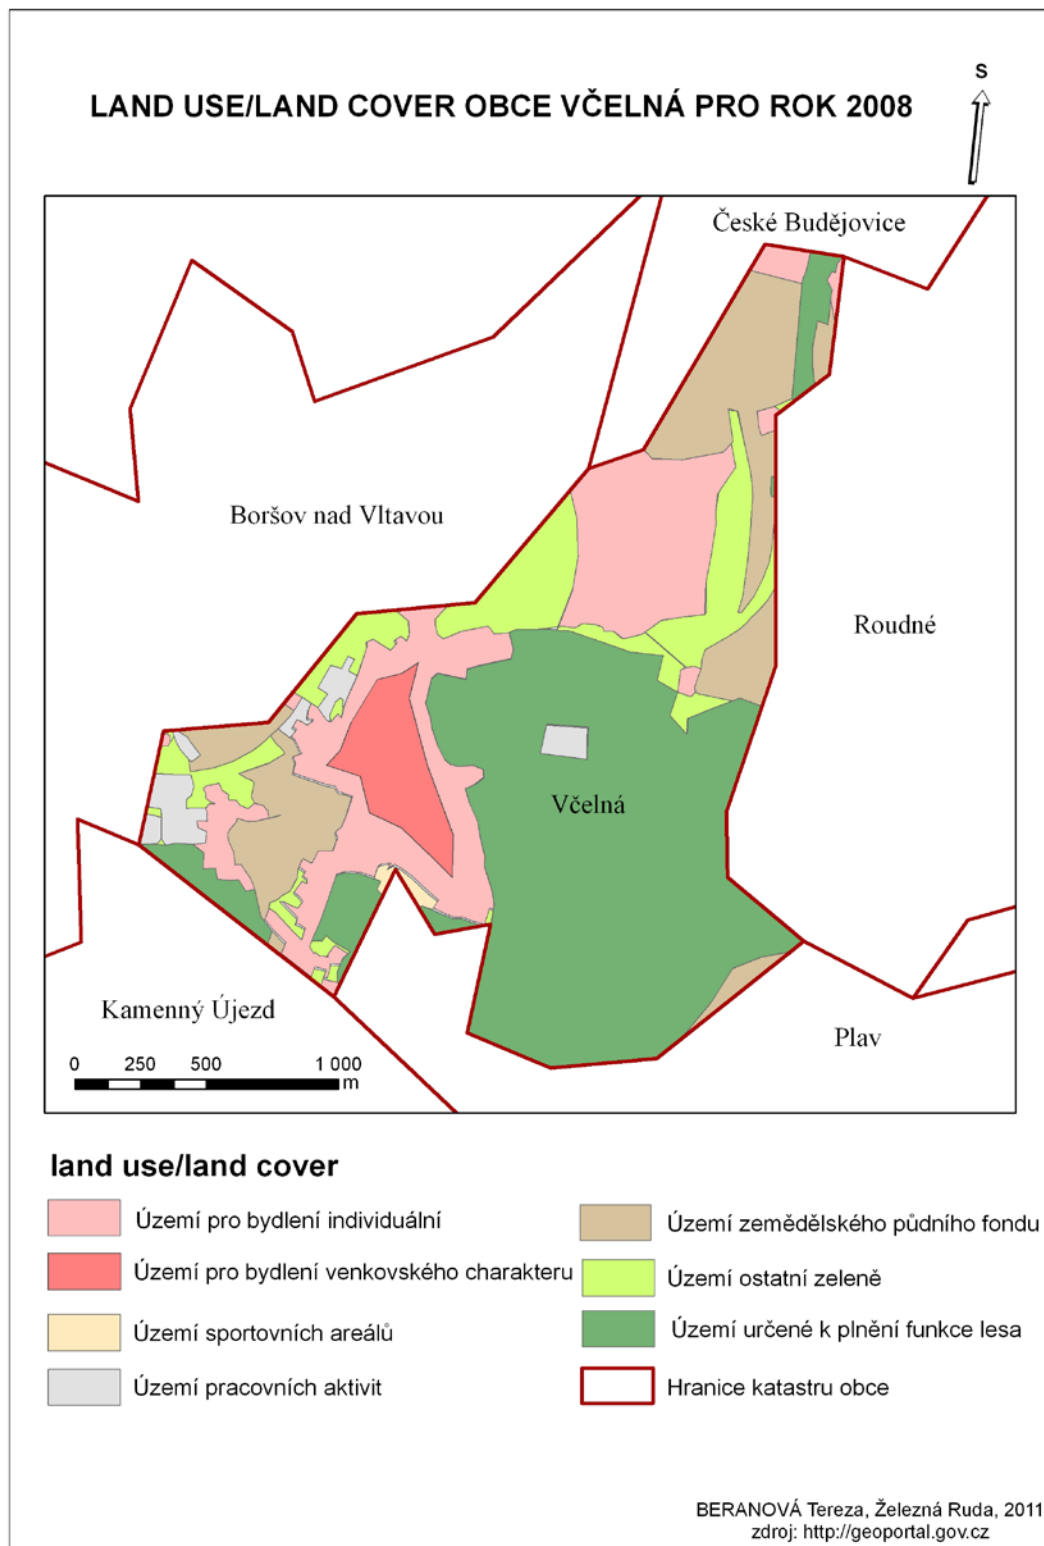 S
LAND USE/LAND COVER OBCE VČELNÁ PRO ROK 2008
České Budějovice
Boršov nad Vltavou
Roudné
Včelná
Kamenný Újezd
Plav
0 250 500 1 000
m
land use/land cover
Území pro bydlení individuální
Území pro bydlení venkovského charakteru
Území sportovních areálů
Území pracovních aktivit
Území zemědělského půdního fondu
Území ostatní zeleně
Území určené k plnění funkce lesa
Hranice katastru obce
BERANOVÁ Tereza, Železná Ruda, 2011
zdroj: http://geoportal.gov.cz